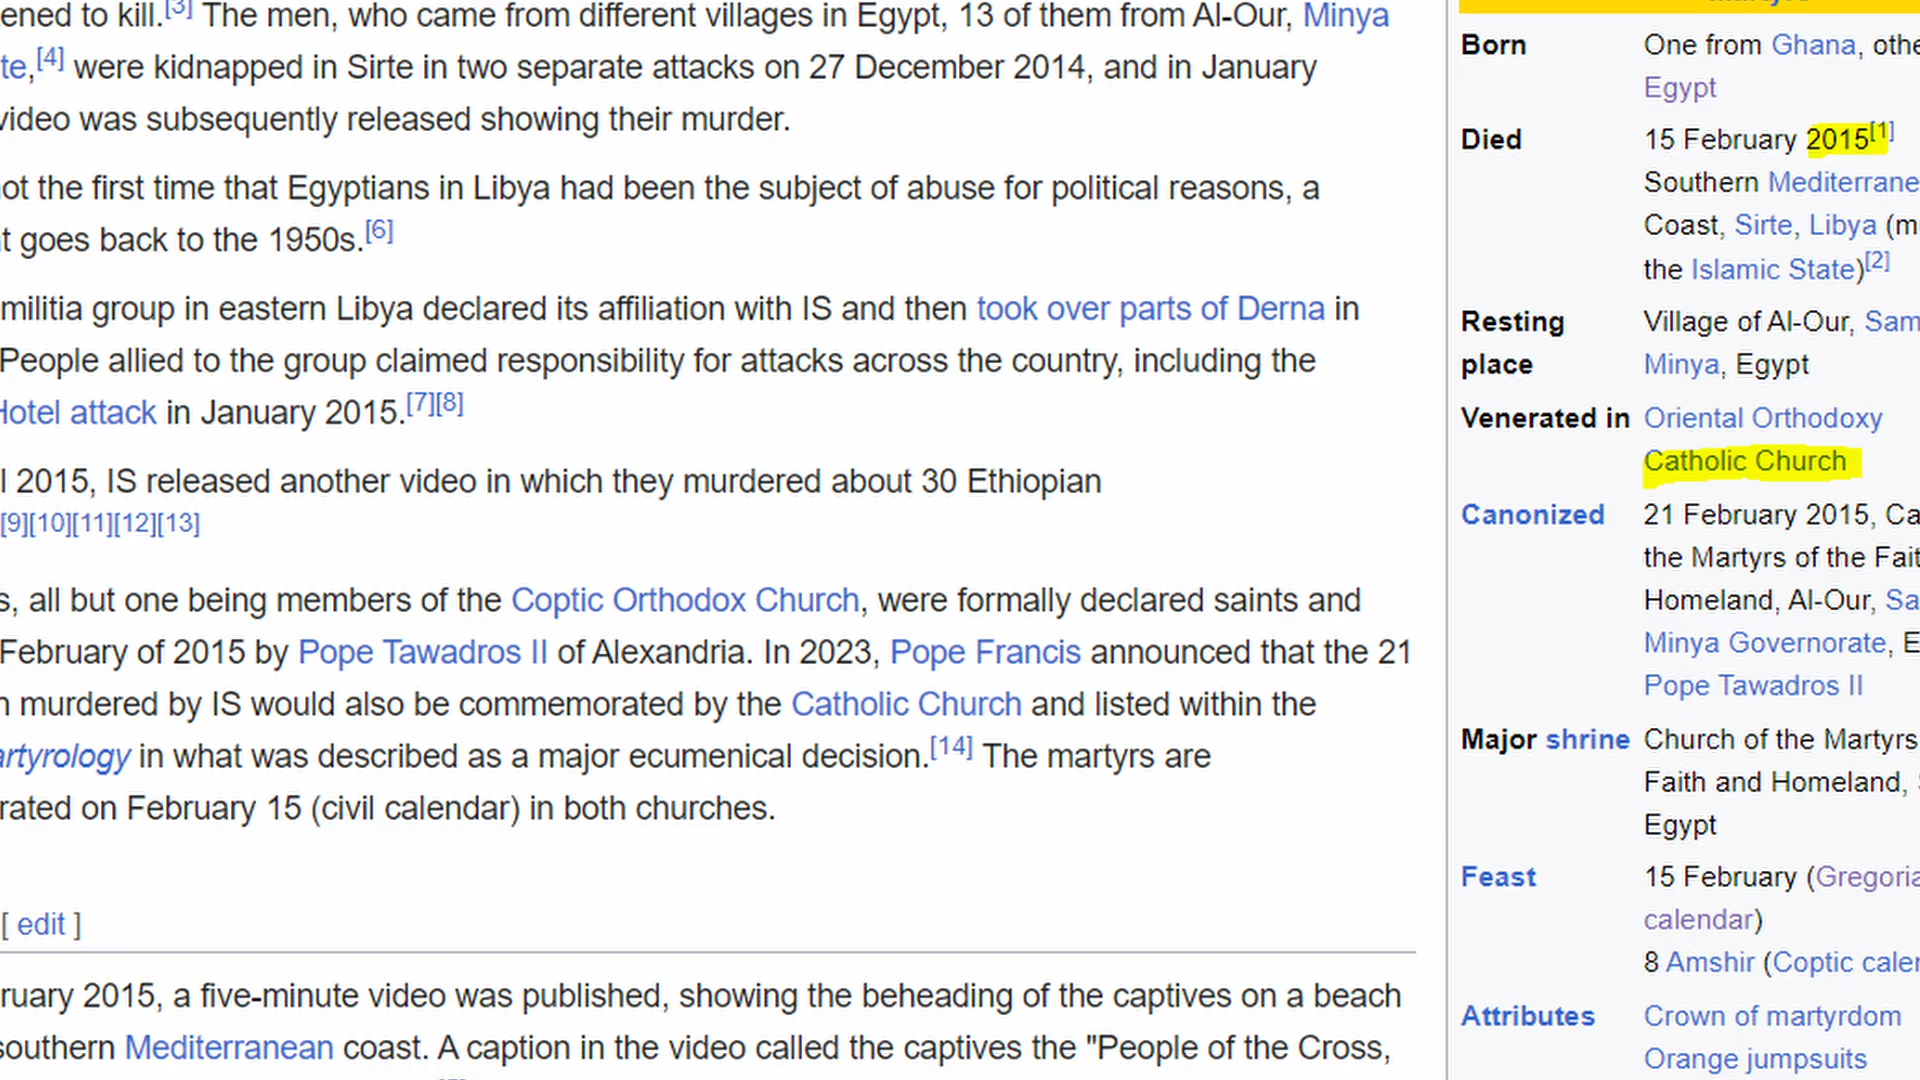 ened to kill.[3] The men, who came from different villages in Egypt, 13 of them from Al-Our, Minya
te,[4] were kidnapped in Sirte in two separate attacks on 27 December 2014, and in January
video was subsequently released showing their murder.
ot the first time that Egyptians in Libya had been the subject of abuse for political reasons, a
t goes back to the 1950s.[6]
militia group in eastern Libya declared its affiliation with IS and then took over parts of Derna in
People allied to the group claimed responsibility for attacks across the country, including the
Hotel attack in January 2015.[7][8]
l 2015, IS released another video in which they murdered about 30 Ethiopian
[9][10][11][12][13]
s, all but one being members of the Coptic Orthodox Church, were formally declared saints and
February of 2015 by Pope Tawadros II of Alexandria. In 2023, Pope Francis announced that the 21
n murdered by IS would also be commemorated by the Catholic Church and listed within the
artyrology in what was described as a major ecumenical decision.[14] The martyrs are
rated on February 15 (civil calendar) in both churches.
[ edit ]
ruary 2015, a five-minute video was published, showing the beheading of the captives on a beach
southern Mediterranean coast. A caption in the video called the captives the "People of the Cross,
Born One from Ghana, othe
Egypt
Died 15 February 2015[1]
Southern Mediterrane
Coast, Sirte, Libya (m
the Islamic State)[2]
Resting Village of Al-Our, Sam
place Minya, Egypt
Venerated in Oriental Orthodoxy
Catholic Church
Canonized 21 February 2015, Ca
the Martyrs of the Fait
Homeland, Al-Our, Sa
Minya Governorate, E
Pope Tawadros II
Major shrine Church of the Martyrs
Faith and Homeland,
Egypt
Feast 15 February (Gregoria
calendar)
8 Amshir (Coptic caler
Attributes Crown of martyrdom
Orange jumpsuits